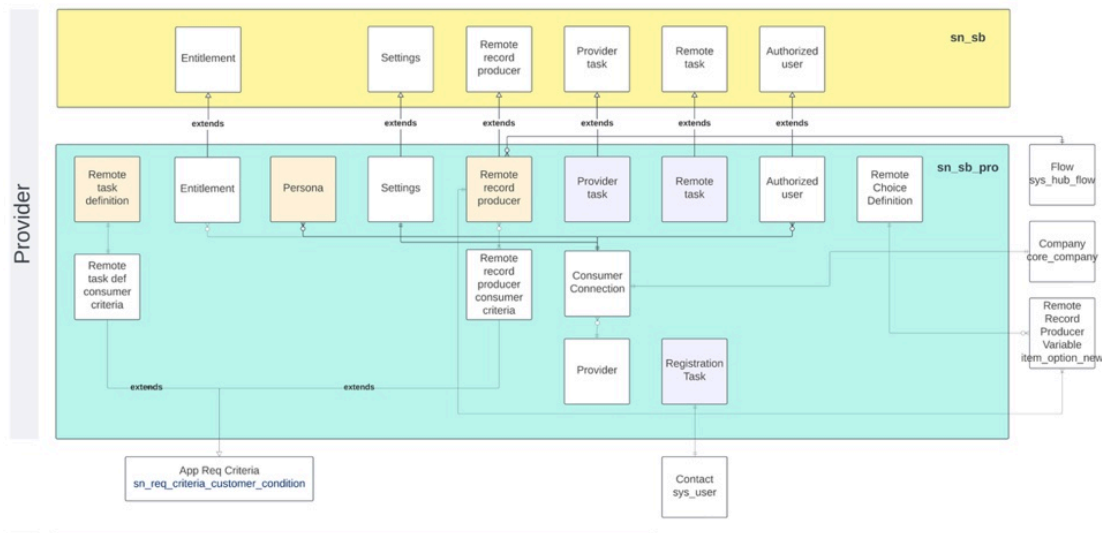 Provider
sn_sb
Entitlement
Settings
Remote
record
producer
Provider
task
Remote
task
Authorized
user
extends
extends
extends
extends
extends
extends
sn_sb_pro
Remote
task
definition
Entitlement
Persona
Settings
Remote
record
producer
Provider
task
Remote
task
Authorized
user
Remote
Choice
Definition
Flow
sys_hub_flow
Remote
task def
consumer
criteria
Remote
record
producer
consumer
criteria
Consumer
Connection
Company
core_company
Remote
Record
Producer
Variable
item_option_new
Provider
Registration
Task
extends
extends
App Req Criteria
sn_req_criteria_customer_condition
Contact
sys_user